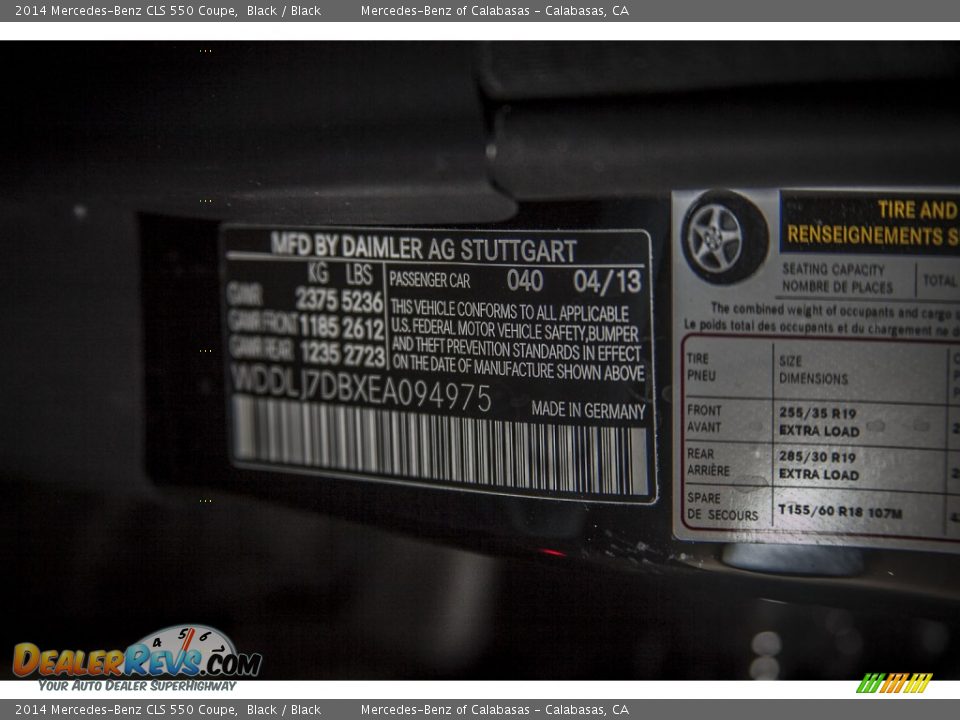 2014 Mercedes-Benz CLS 550 Coupe, Black / Black Mercedes-Benz of Calabasas - Calabasas, CA
MFD BY DAIMLER AG STUTTGART
KG LBS
GAWR 2375 5236
GAWR FRONT 1185 2612
GAWR REAR 1235 2723
PASSENGER CAR 040 04/13
THIS VEHICLE CONFORMS TO ALL APPLICABLE
U.S. FEDERAL MOTOR VEHICLE SAFETY,BUMPER
AND THEFT PREVENTION STANDARDS IN EFFECT
ON THE DATE OF MANUFACTURE SHOWN ABOVE
WDDLJ7DBXEA094975
MADE IN GERMANY
TIRE AND
RENSEIGNEMENTS S
SEATING CAPACITY
NOMBRE DE PLACES
TOTAL
The combined weight of occupants and cargo
Le poids total des occupants et du chargement ne
TIRE
PNEU
SIZE
DIMENSIONS
FRONT
AVANT
255/35 R19
EXTRA LOAD
REAR
ARRIÈRE
285/30 R19
EXTRA LOAD
SPARE
DE SECOURS
T155/60 R18 107M
DEALERREVS.COM
YOUR AUTO DEALER SUPERHIGHWAY
4 5 6
2014 Mercedes-Benz CLS 550 Coupe, Black / Black Mercedes-Benz of Calabasas - Calabasas, CA